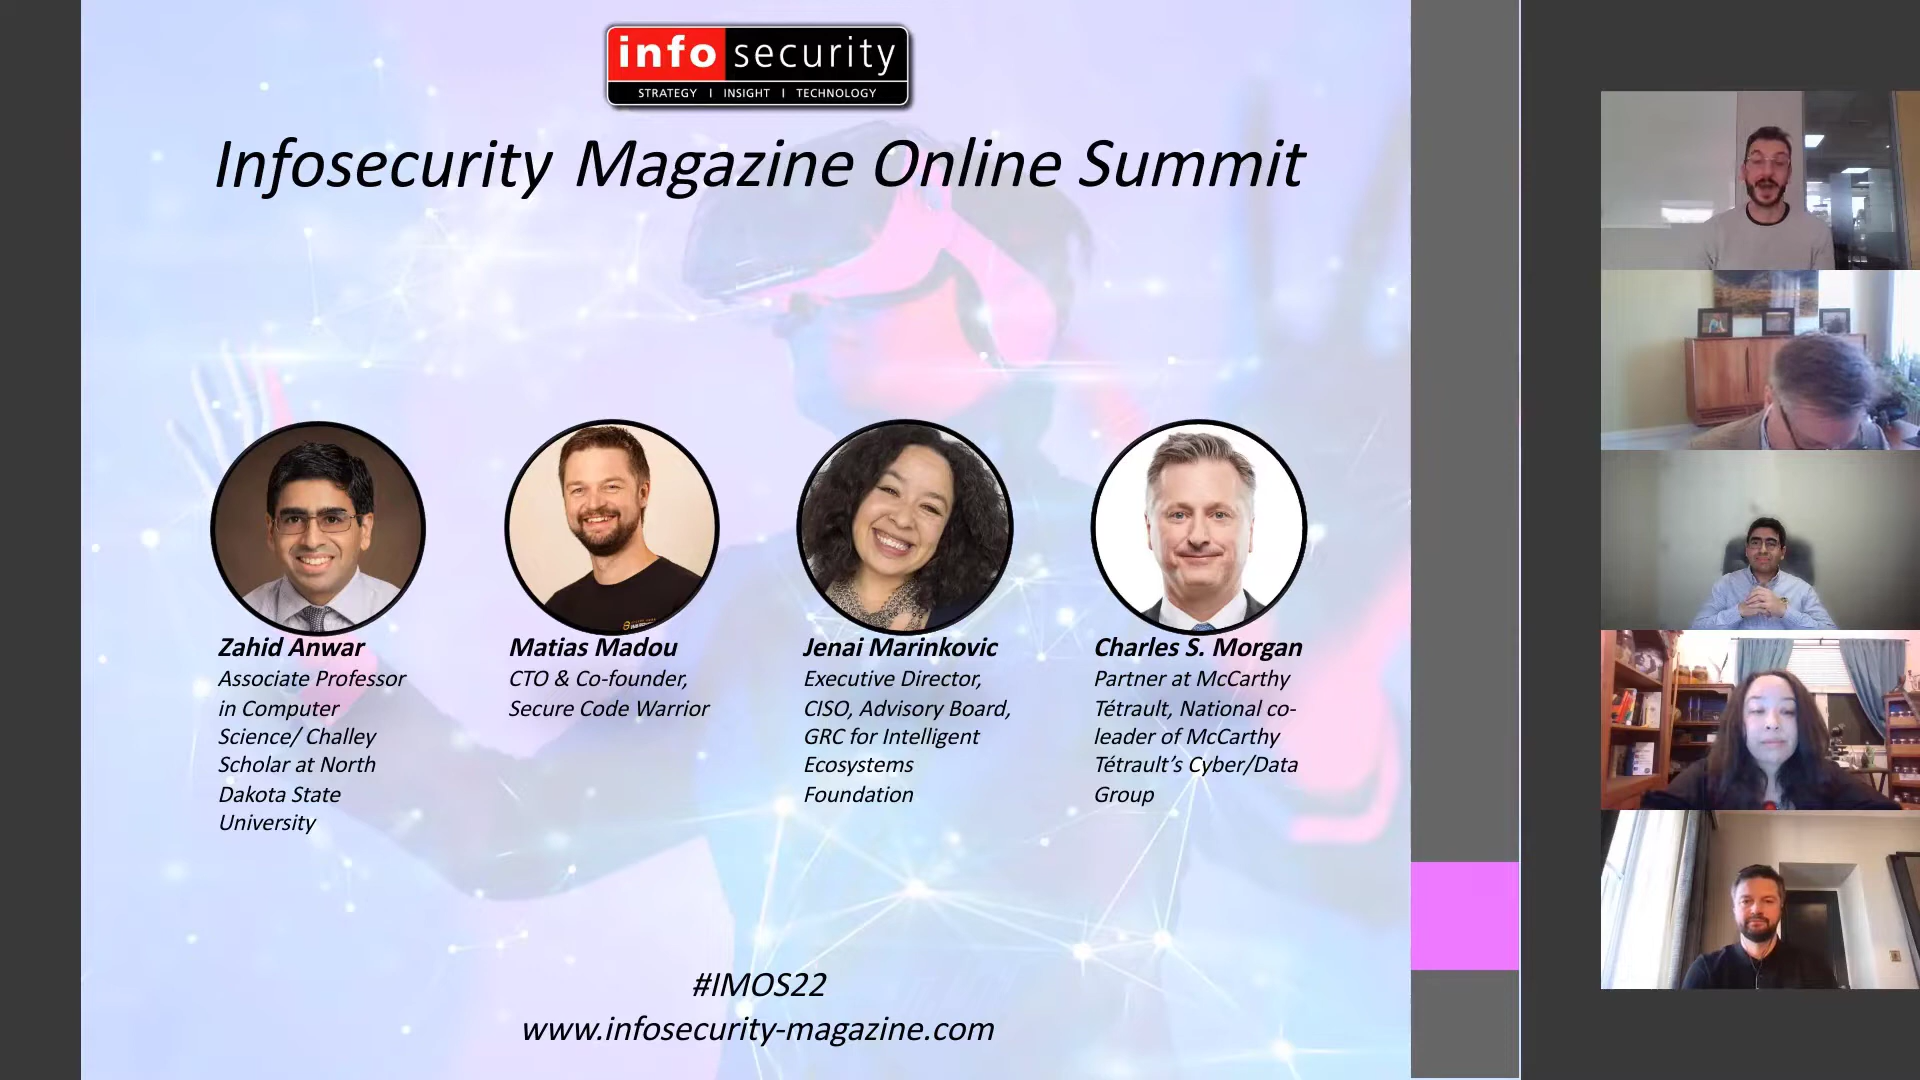 info security
STRATEGY | INSIGHT | TECHNOLOGY
Infosecurity Magazine Online Summit
Zahid Anwar
Associate Professor
in Computer
Science/ Challey
Scholar at North
Dakota State
University
Matias Madou
CTO & Co-founder,
Secure Code Warrior
Jenai Marinkovic
Executive Director,
CISO, Advisory Board,
GRC for Intelligent
Ecosystems
Foundation
Charles S. Morgan
Partner at McCarthy
Tétrault, National co-
leader of McCarthy
Tétrault’s Cyber/Data
Group
#IMOS22
www.infosecurity-magazine.com